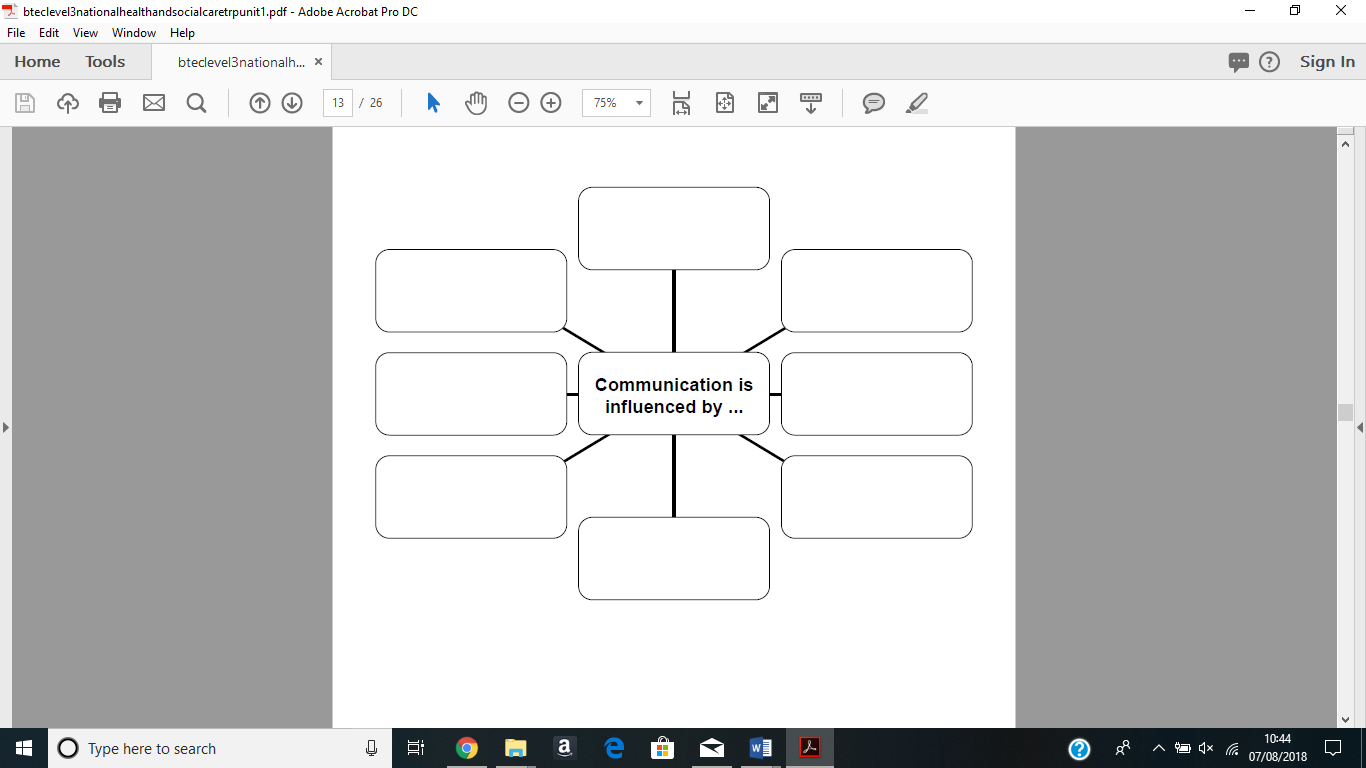 bteclevel3nationalhealthandsocialcaretrpunit1.pdf - Adobe Acrobat Pro DC
File Edit View Window Help
Home Tools bteclevel3nationalh... × Sign In
13 / 26 75%
Communication is
influenced by ...
Type here to search
10:44
07/08/2018